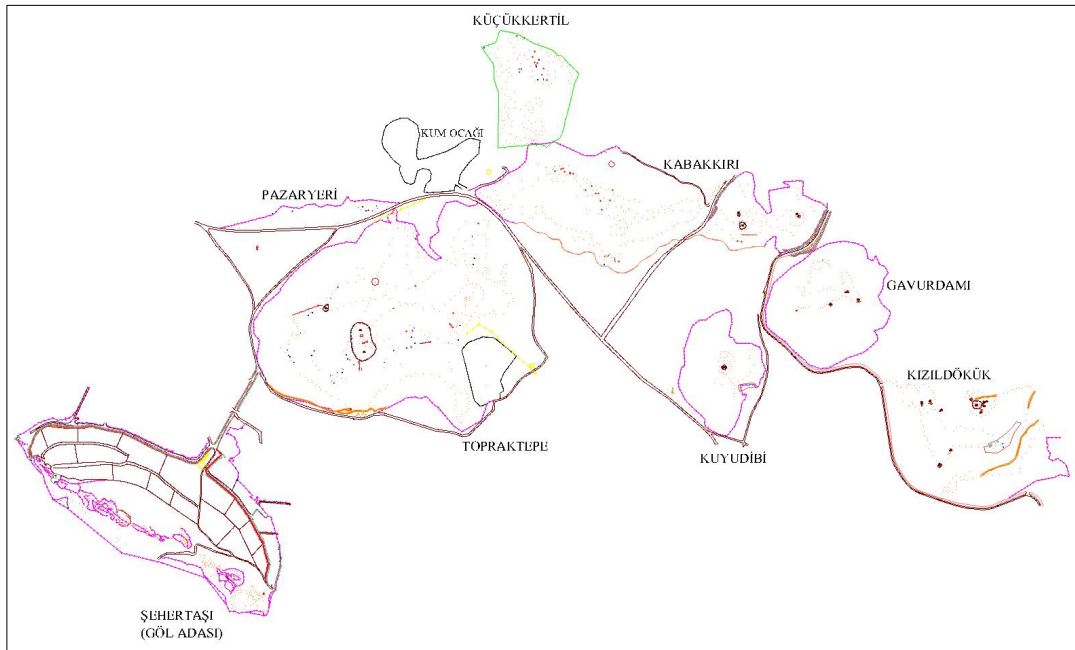 KÜÇÜKKERTİL
KUM OCAĞI
KABAKKIRI
PAZARYERİ
GAVURDAMI
KIZILDÖKÜK
TOPRAKTEPE
KUYUDİBİ
ŞEHERTAŞI
(GÖL ADASI)